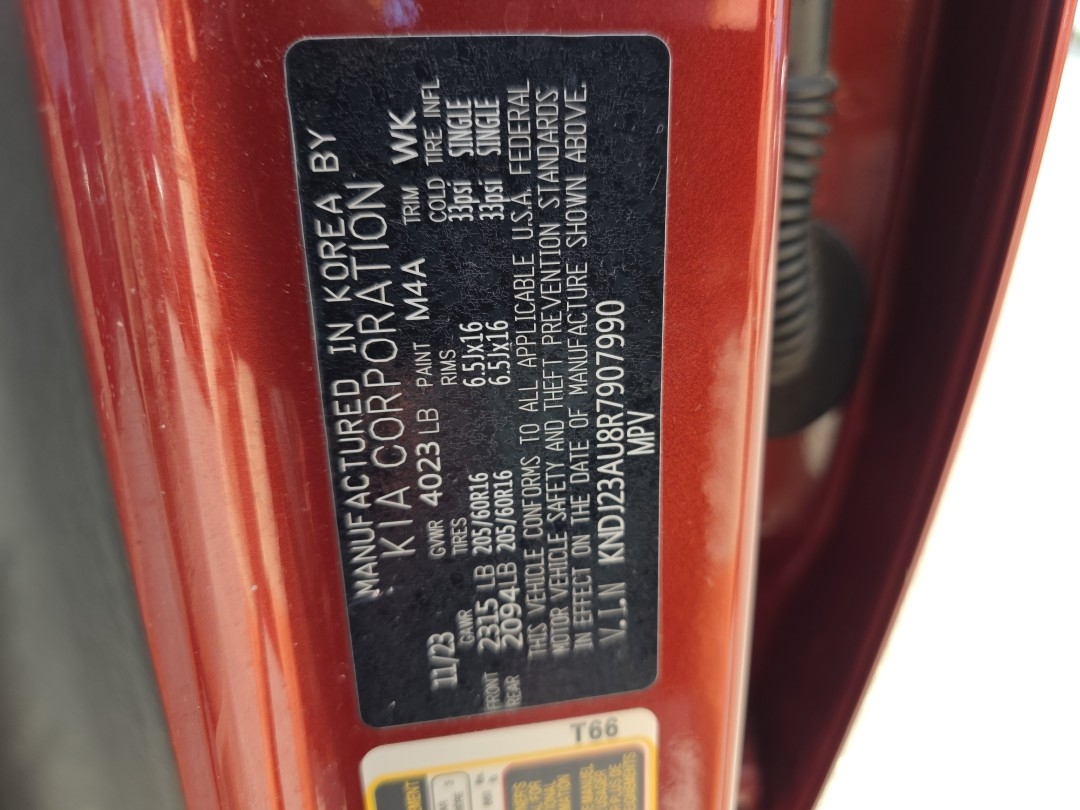 MANUFACTURED IN KOREA BY
KIA CORPORATION
11/23 GVWR 4023 LB PAINT M4A TRIM WK
GAWR TIRES RIMS COLD TIRE INFL
FRONT 2315 LB 205/60R16 6.5Jx16 33psi SINGLE
REAR 2094LB 205/60R16 6.5Jx16 33psi SINGLE
THIS VEHICLE CONFORMS TO ALL APPLICABLE U.S.A. FEDERAL
MOTOR VEHICLE SAFETY AND THEFT PREVENTION STANDARDS
IN EFFECT ON THE DATE OF MANUFACTURE SHOWN ABOVE.
V.I.N KNDJ23AU8R7907990
MPV
T66